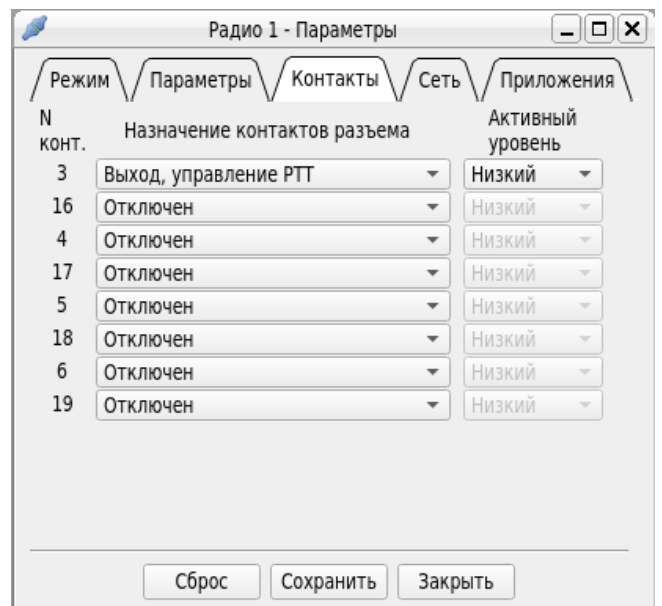 Радио 1 - Параметры
Режим Параметры Контакты Сеть Приложения
N конт. Назначение контактов разъема Активный уровень
3 Выход, управление РТТ Низкий
16 Отключен Низкий
4 Отключен Низкий
17 Отключен Низкий
5 Отключен Низкий
18 Отключен Низкий
6 Отключен Низкий
19 Отключен Низкий
Сброс Сохранить Закрыть